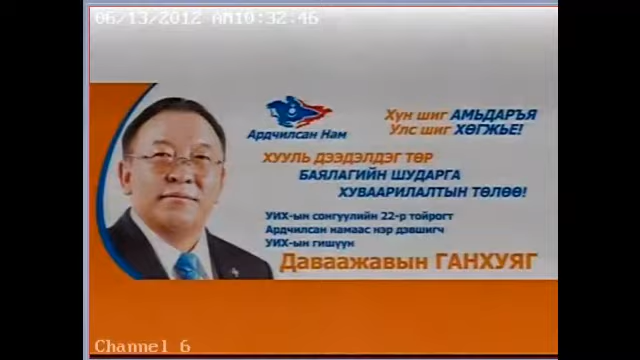 06/13/2012 AM10:32:46
Ардчилсан Нам
Хүн шиг АМЬДАРЪЯ
Улс шиг ХӨГЖЬЕ!
ХУУЛЬ ДЭЭДЭЛДЭГ ТӨР
БАЯЛАГИЙН ШУДАРГА
ХУВААРИЛАЛТЫН ТӨЛӨӨ!
УИХ-ын сонгуулийн 22-р тойрогт
Ардчилсан намаас нэр дэвшигч
УИХ-ын гишүүн
Даваажавын ГАНХУЯГ
Channel 6